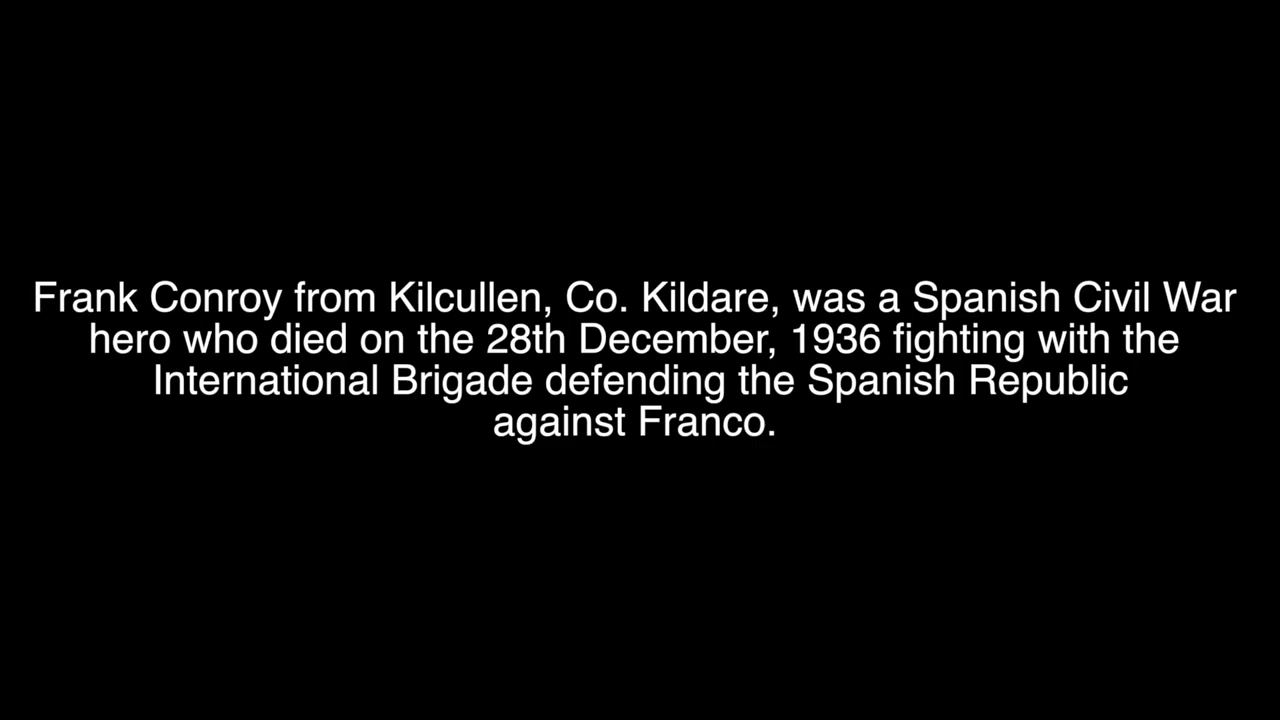 Frank Conroy from Kilcullen, Co. Kildare, was a Spanish Civil War
hero who died on the 28th December, 1936 fighting with the
International Brigade defending the Spanish Republic
against Franco.